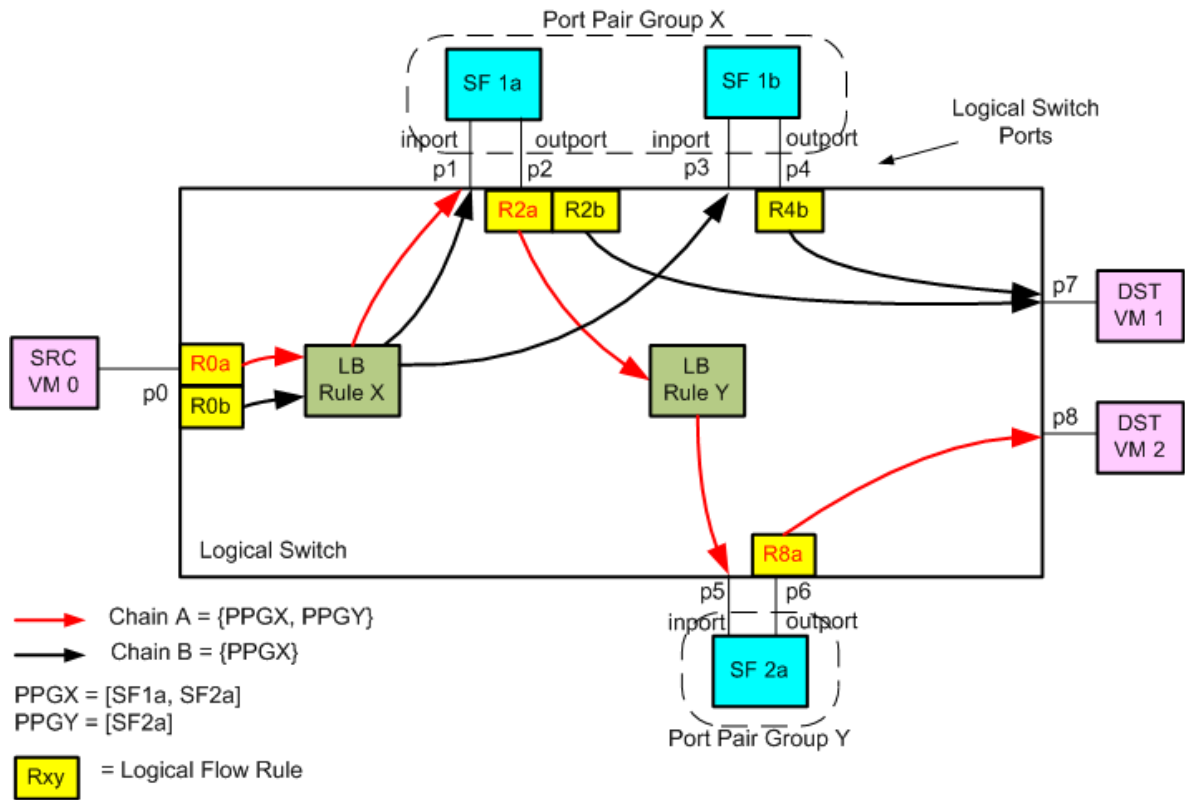 Port Pair Group X
SF 1a
SF 1b
Logical Switch
Ports
inport
outport
inport
outport
p1
p2
p3
p4
R2a
R2b
R4b
p7
DST
VM 1
SRC
VM 0
p0
R0a
R0b
LB
Rule X
LB
Rule Y
p8
DST
VM 2
Logical Switch
R8a
p5
p6
inport
outport
SF 2a
Port Pair Group Y
Chain A = {PPGX, PPGY}
Chain B = {PPGX}
PPGX = [SF1a, SF2a]
PPGY = [SF2a]
Rxy
= Logical Flow Rule